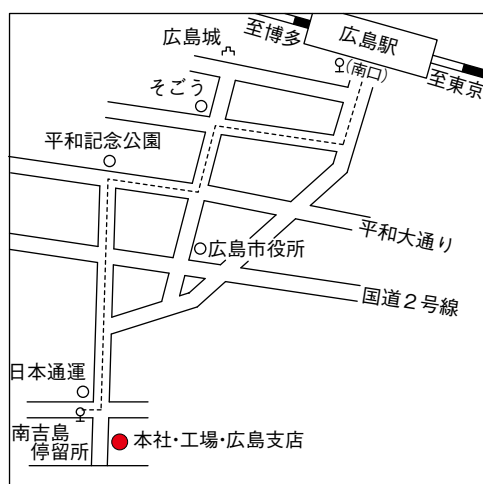 広島城
至博多
広島駅
(南口)
至東京
そごう
平和記念公園
平和大通り
広島市役所
国道2号線
日本通運
南吉島
停留所
本社・工場・広島支店